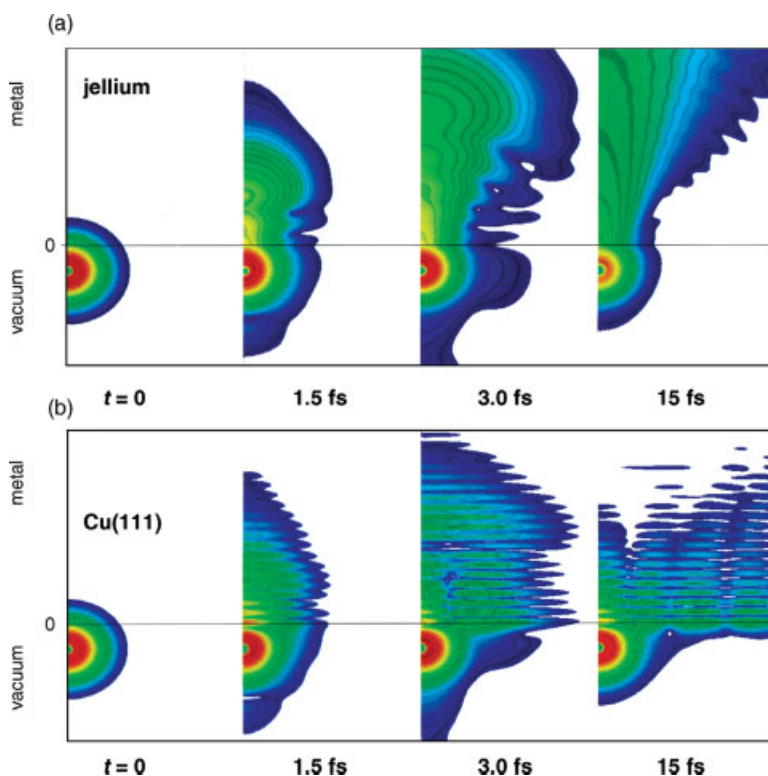 (a)
metal
jellium
0
vacuum
t = 0 1.5 fs 3.0 fs 15 fs
(b)
metal
Cu(111)
0
vacuum
t = 0 1.5 fs 3.0 fs 15 fs